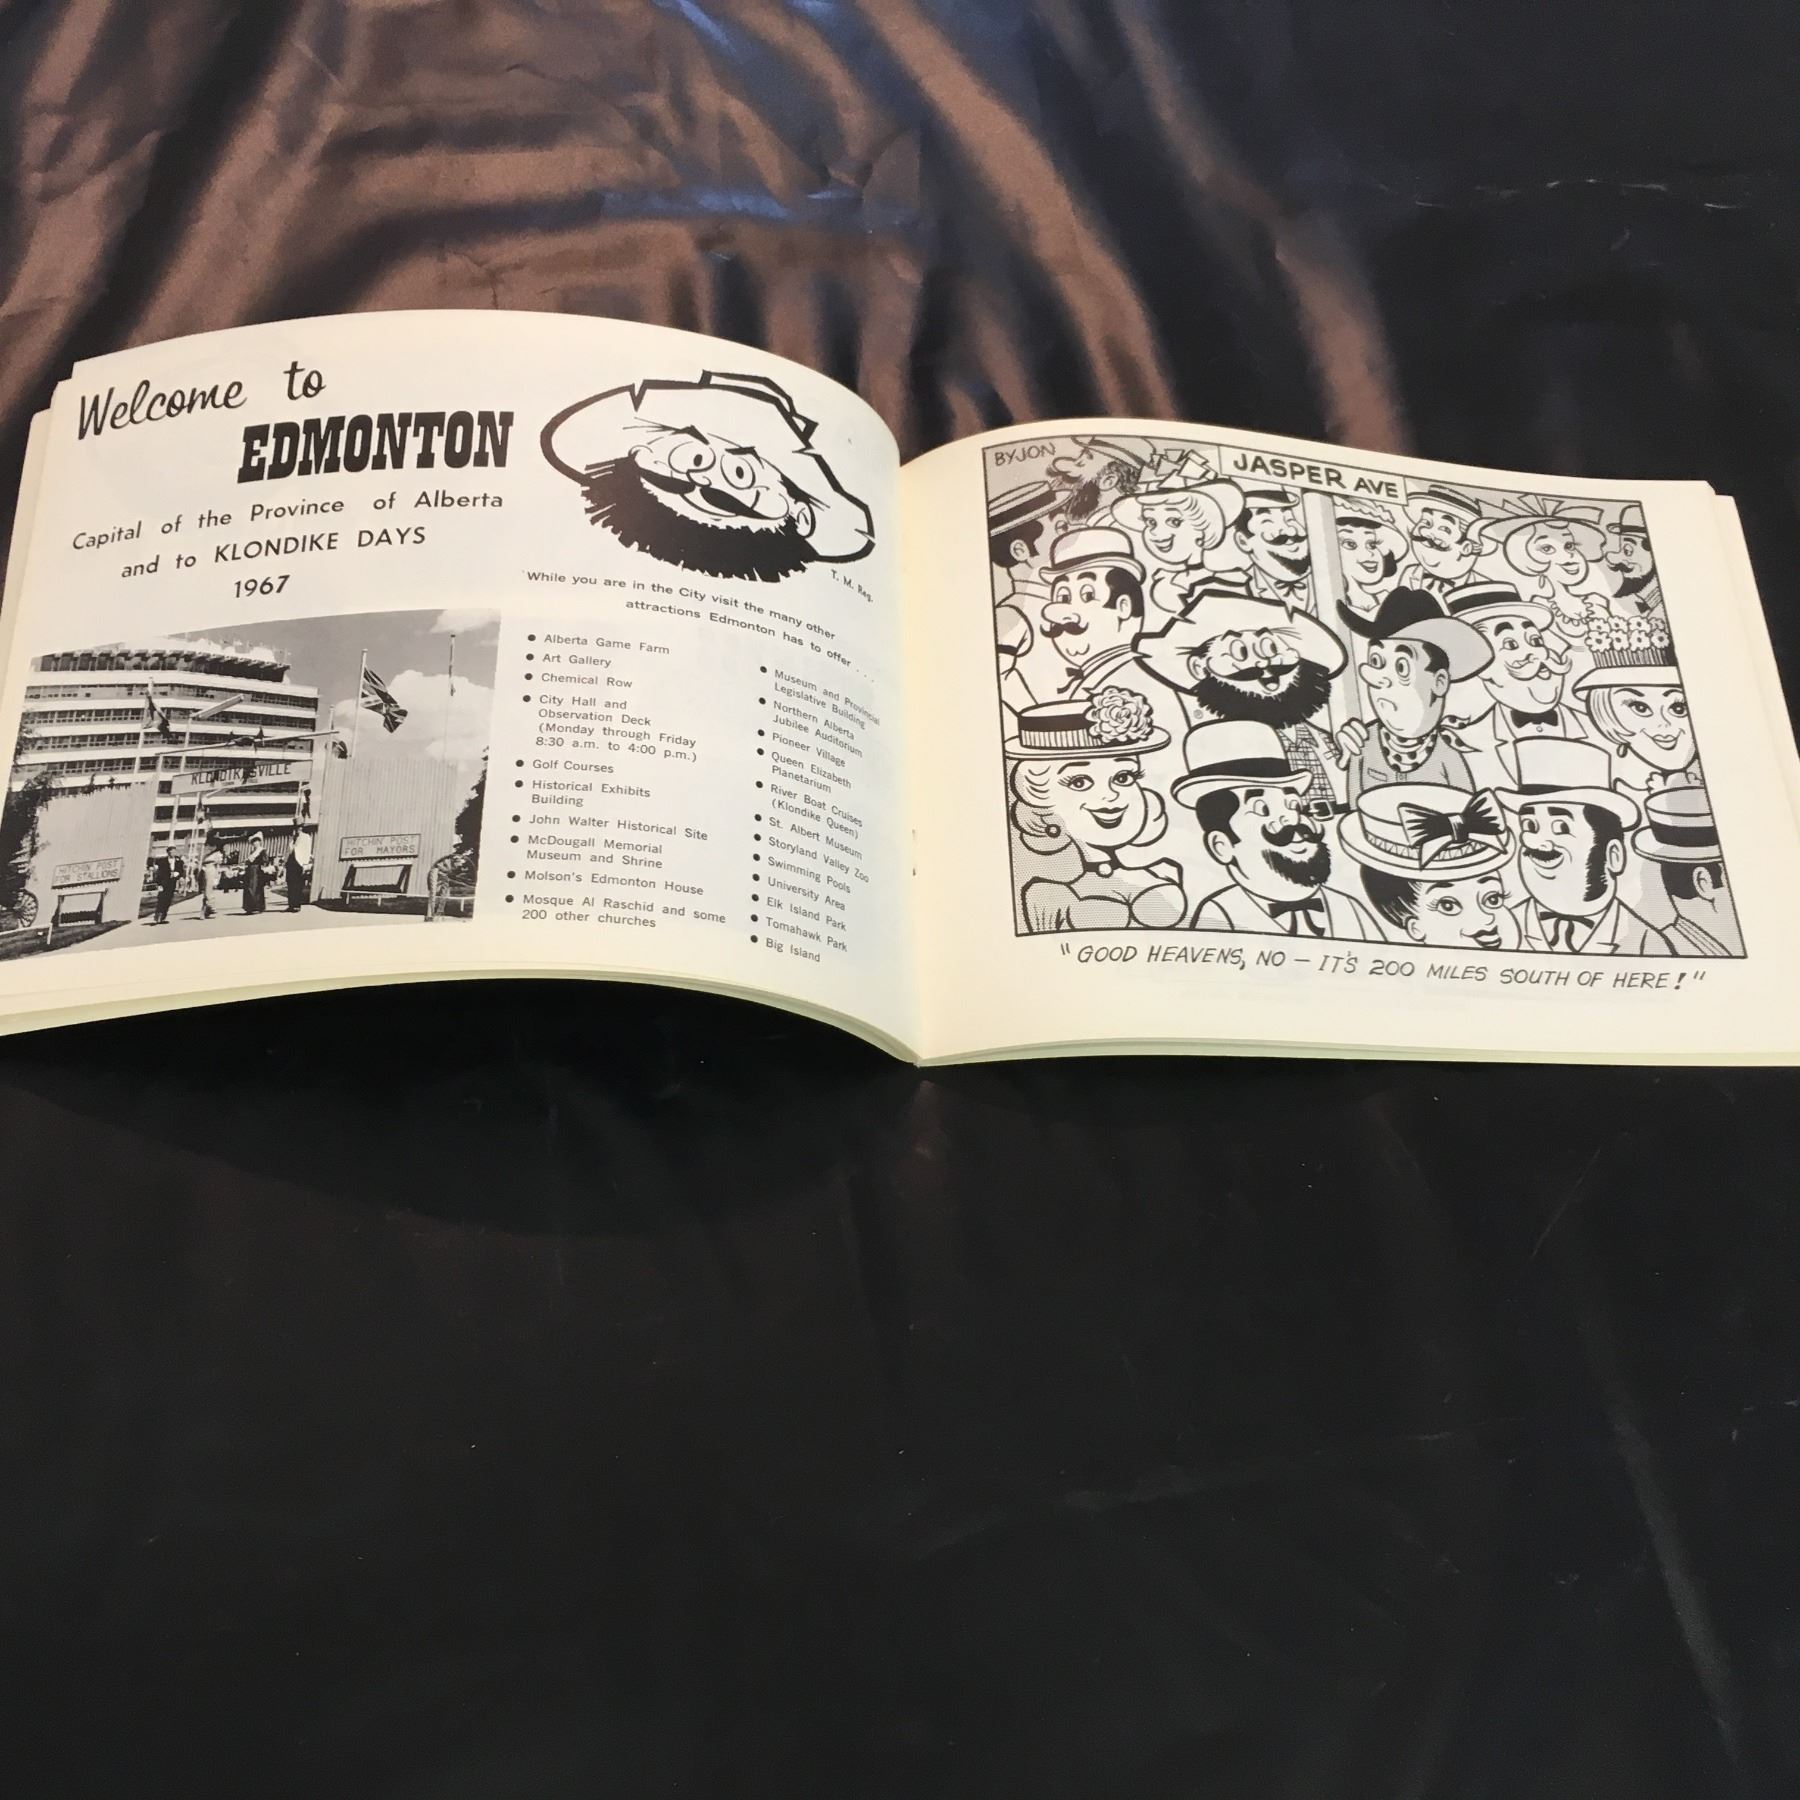 Welcome to
EDMONTON
Capital of the Province of Alberta
and to KLONDIKE DAYS
1967
T. M. Reg.
While you are in the City visit the many other
attractions Edmonton has to offer . . . .
KLONDIKESVILLE
HITCHIN POST
FOR STALLIONS
HITCHIN POST
FOR MAYORS
● Alberta Game Farm
● Art Gallery
● Chemical Row
● City Hall and
Observation Deck
(Monday through Friday
8:30 a.m. to 4:00 p.m.)
● Golf Courses
● Historical Exhibits
Building
● John Walter Historical Site
● McDougall Memorial
Museum and Shrine
● Molson's Edmonton House
● Mosque Al Raschid and some
200 other churches
● Museum and Provincial
Legislative Building
● Northern Alberta
Jubilee Auditorium
● Pioneer Village
● Queen Elizabeth
Planetarium
● River Boat Cruises
(Klondike Queen)
● St. Albert Museum
● Storyland Valley Zoo
● Swimming Pools
● University Area
● Elk Island Park
● Tomahawk Park
● Big Island
BYJON
JASPER AVE
®
"GOOD HEAVENS, NO — IT'S 200 MILES SOUTH OF HERE!"